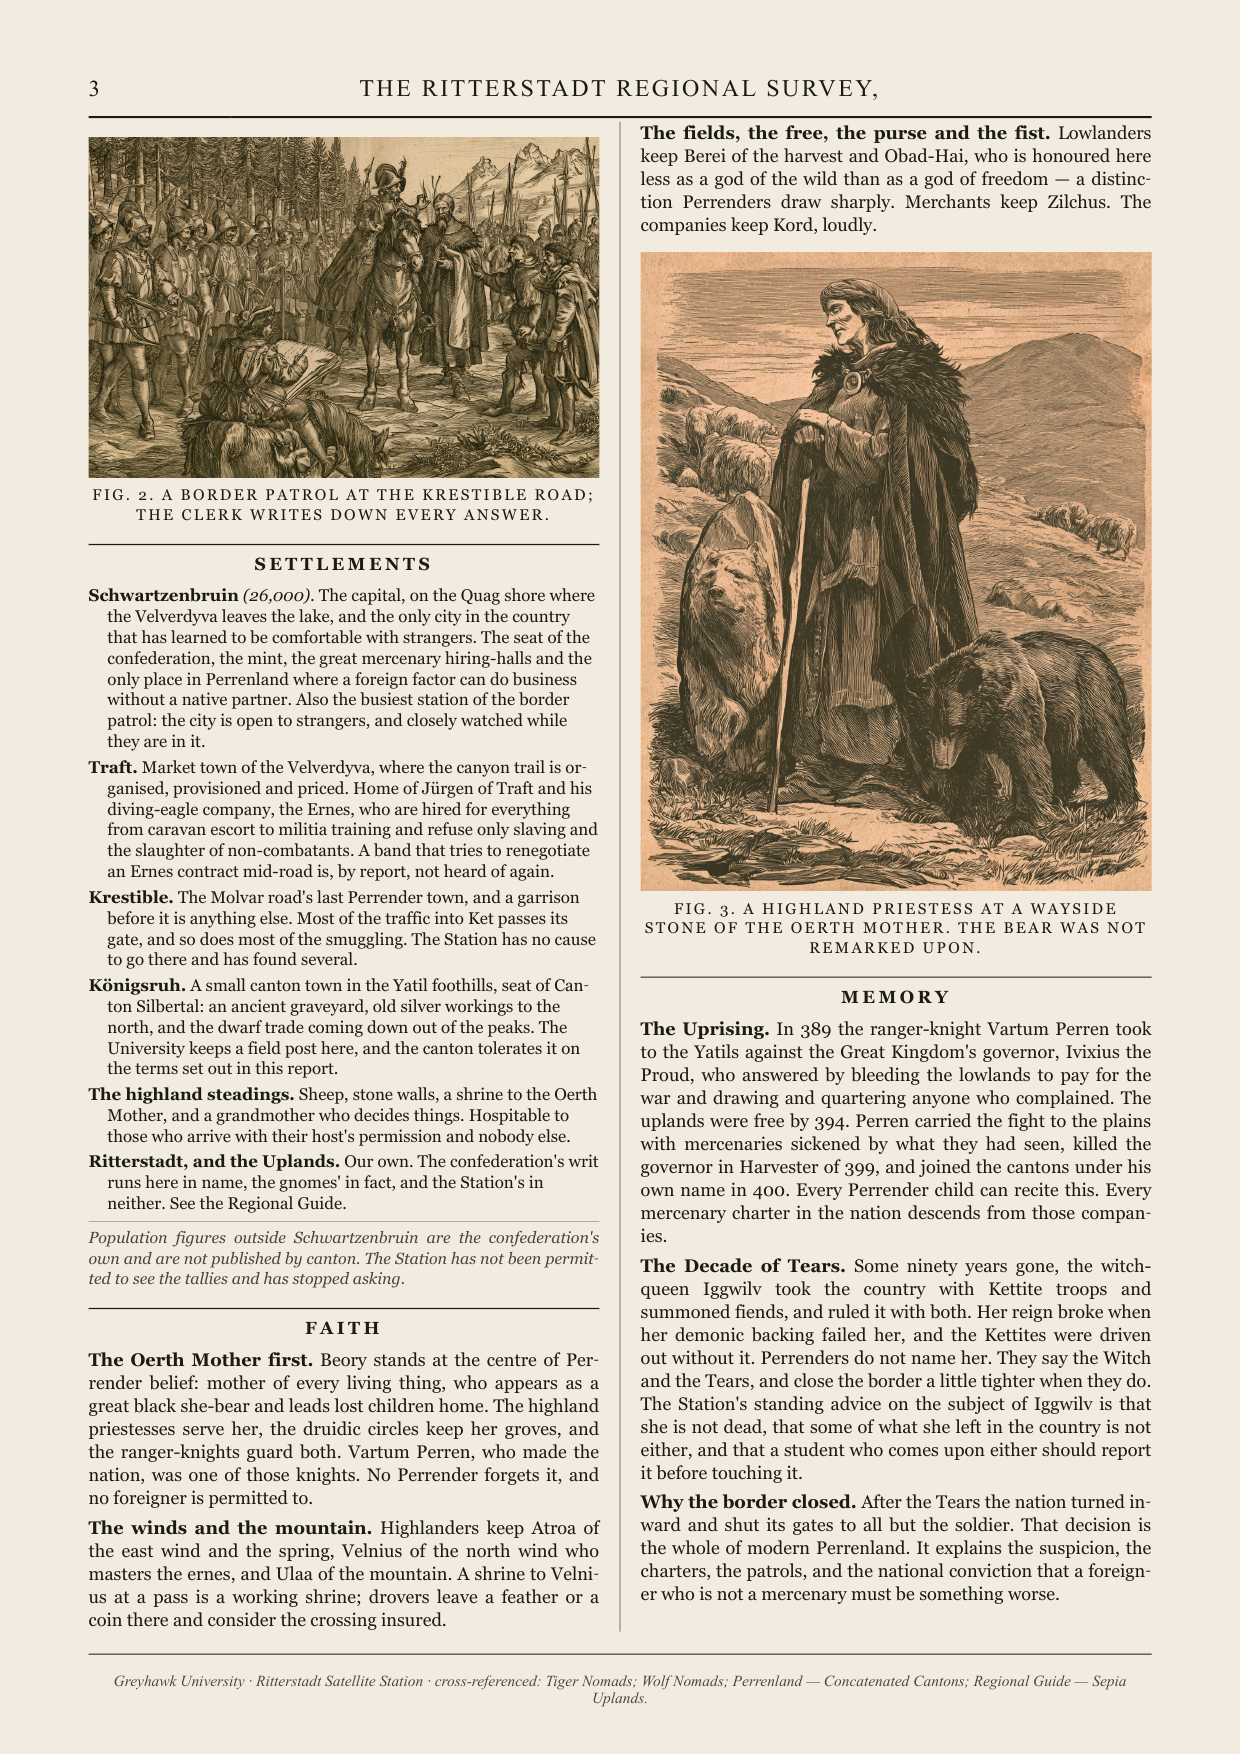 3
THE RITTERSTADT REGIONAL SURVEY,
FIG. 2. A BORDER PATROL AT THE KRESTIBLE ROAD;
THE CLERK WRITES DOWN EVERY ANSWER.
SETTLEMENTS
Schwartzenbruin (26,000). The capital, on the Quag shore where
the Velverdyva leaves the lake, and the only city in the country
that has learned to be comfortable with strangers. The seat of the
confederation, the mint, the great mercenary hiring-halls and the
only place in Perrenland where a foreign factor can do business
without a native partner. Also the busiest station of the border
patrol: the city is open to strangers, and closely watched while
they are in it.
Traft. Market town of the Velverdyva, where the canyon trail is or-
ganised, provisioned and priced. Home of Jürgen of Traft and his
diving-eagle company, the Ernes, who are hired for everything
from caravan escort to militia training and refuse only slaving and
the slaughter of non-combatants. A band that tries to renegotiate
an Ernes contract mid-road is, by report, not heard of again.
Krestible. The Molvar road's last Perrender town, and a garrison
before it is anything else. Most of the traffic into Ket passes its
gate, and so does most of the smuggling. The Station has no cause
to go there and has found several.
Königsruh. A small canton town in the Yatil foothills, seat of Can-
ton Silbertal: an ancient graveyard, old silver workings to the
north, and the dwarf trade coming down out of the peaks. The
University keeps a field post here, and the canton tolerates it on
the terms set out in this report.
The highland steadings. Sheep, stone walls, a shrine to the Oerth
Mother, and a grandmother who decides things. Hospitable to
those who arrive with their host's permission and nobody else.
Ritterstadt, and the Uplands. Our own. The confederation's writ
runs here in name, the gnomes' in fact, and the Station's in
neither. See the Regional Guide.
Population figures outside Schwartzenbruin are the confederation's
own and are not published by canton. The Station has not been permit-
ted to see the tallies and has stopped asking.
FAITH
The Oerth Mother first. Beory stands at the centre of Per-
render belief: mother of every living thing, who appears as a
great black she-bear and leads lost children home. The highland
priestesses serve her, the druidic circles keep her groves, and
the ranger-knights guard both. Vartum Perren, who made the
nation, was one of those knights. No Perrender forgets it, and
no foreigner is permitted to.
The winds and the mountain. Highlanders keep Atroa of
the east wind and the spring, Velnius of the north wind who
masters the ernes, and Ulaa of the mountain. A shrine to Velni-
us at a pass is a working shrine; drovers leave a feather or a
coin there and consider the crossing insured.
The fields, the free, the purse and the fist. Lowlanders
keep Berei of the harvest and Obad-Hai, who is honoured here
less as a god of the wild than as a god of freedom — a distinc-
tion Perrenders draw sharply. Merchants keep Zilchus. The
companies keep Kord, loudly.
FIG. 3. A HIGHLAND PRIESTESS AT A WAYSIDE
STONE OF THE OERTH MOTHER. THE BEAR WAS NOT
REMARKED UPON.
MEMORY
The Uprising. In 389 the ranger-knight Vartum Perren took
to the Yatils against the Great Kingdom's governor, Ivixius the
Proud, who answered by bleeding the lowlands to pay for the
war and drawing and quartering anyone who complained. The
uplands were free by 394. Perren carried the fight to the plains
with mercenaries sickened by what they had seen, killed the
governor in Harvester of 399, and joined the cantons under his
own name in 400. Every Perrender child can recite this. Every
mercenary charter in the nation descends from those compan-
ies.
The Decade of Tears. Some ninety years gone, the witch-
queen Iggwilv took the country with Kettite troops and
summoned fiends, and ruled it with both. Her reign broke when
her demonic backing failed her, and the Kettites were driven
out without it. Perrenders do not name her. They say the Witch
and the Tears, and close the border a little tighter when they do.
The Station's standing advice on the subject of Iggwilv is that
she is not dead, that some of what she left in the country is not
either, and that a student who comes upon either should report
it before touching it.
Why the border closed. After the Tears the nation turned in-
ward and shut its gates to all but the soldier. That decision is
the whole of modern Perrenland. It explains the suspicion, the
charters, the patrols, and the national conviction that a foreign-
er who is not a mercenary must be something worse.
Greyhawk University · Ritterstadt Satellite Station · cross-referenced: Tiger Nomads; Wolf Nomads; Perrenland — Concatenated Cantons; Regional Guide — Sepia
Uplands.